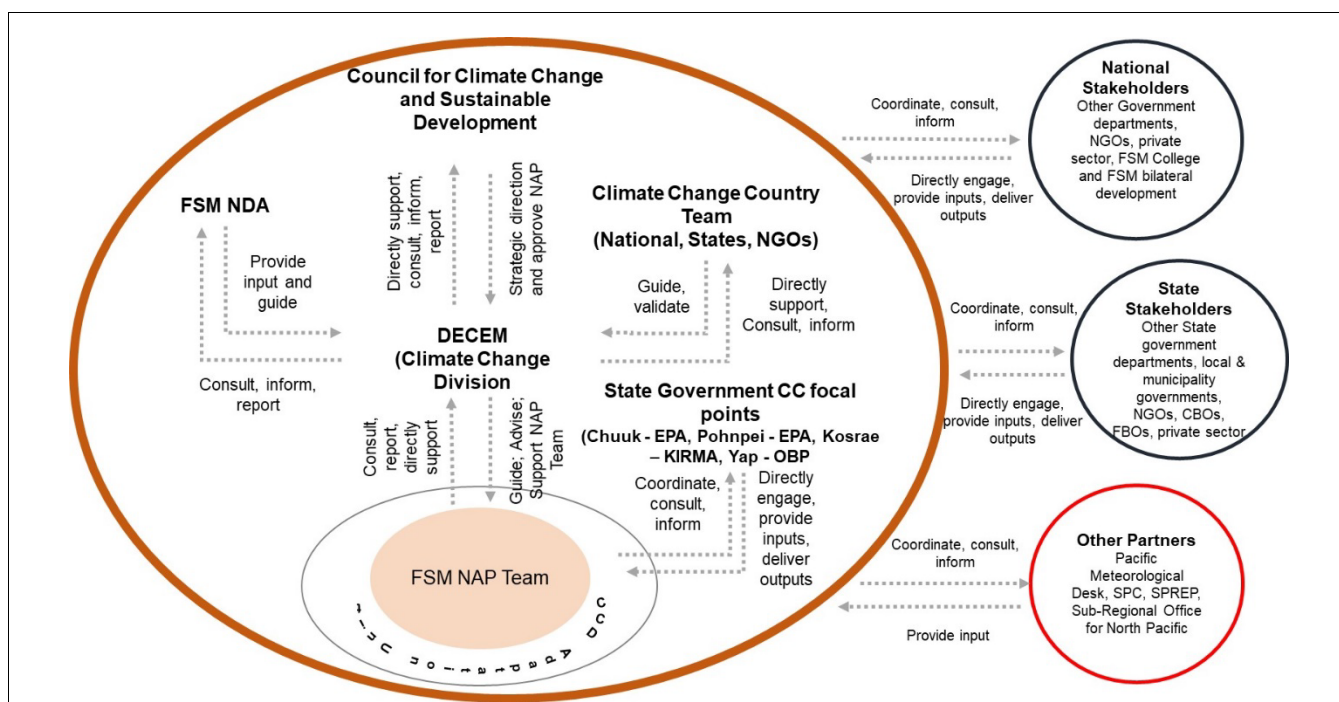 Council for Climate Change
and Sustainable
Development
FSM NDA
Provide
input and
guide
Consult, inform,
report
Directly support,
consult, inform,
report
Strategic direction
and approve NAP
Climate Change Country
Team
(National, States, NGOs)
Guide,
validate
Directly
support,
Consult, inform
DECEM
(Climate Change
Division
Consult,
report,
directly
support
Guide; Advise;
Support NAP
Team
State Government CC focal
points
(Chuuk - EPA, Pohnpei - EPA, Kosrae
– KIRMA, Yap - OBP)
Coordinate,
consult,
inform
Directly
engage,
provide
inputs,
deliver
outputs
FSM NAP Team
CCD Adaptation Unit
Coordinate, consult,
inform
Directly engage,
provide inputs, deliver
outputs
National
Stakeholders
Other Government
departments,
NGOs, private
sector, FSM College
and FSM bilateral
development
Coordinate, consult,
inform
Directly engage,
provide inputs, deliver
outputs
State
Stakeholders
Other State
government
departments, local &
municipality
governments,
NGOs, CBOs,
FBOs, private sector
Coordinate, consult,
inform
Provide input
Other Partners
Pacific
Meteorological
Desk, SPC, SPREP,
Sub-Regional Office
for North Pacific